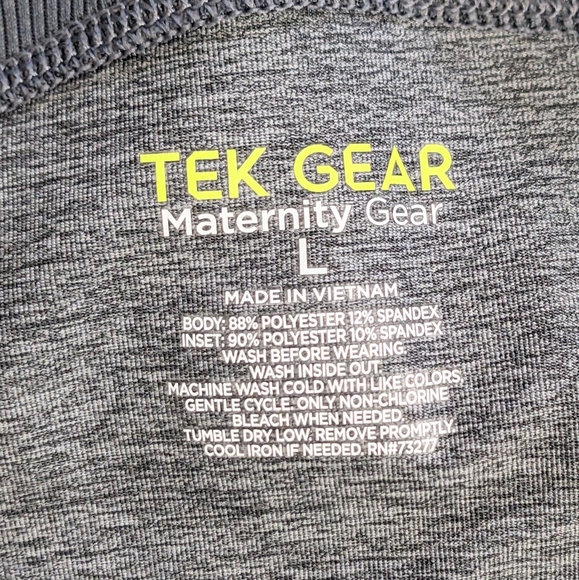 TEK GEAR
Maternity Gear
L
MADE IN VIETNAM
BODY: 88% POLYESTER 12% SPANDEX
INSET: 90% POLYESTER 10% SPANDEX
WASH BEFORE WEARING.
WASH INSIDE OUT.
MACHINE WASH COLD WITH LIKE COLORS,
GENTLE CYCLE. ONLY NON-CHLORINE
BLEACH WHEN NEEDED.
TUMBLE DRY LOW. REMOVE PROMPTLY.
COOL IRON IF NEEDED. RN#73277